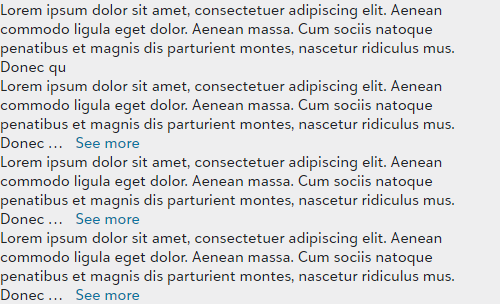 Lorem ipsum dolor sit amet, consectetuer adipiscing elit. Aenean
commodo ligula eget dolor. Aenean massa. Cum sociis natoque
penatibus et magnis dis parturient montes, nascetur ridiculus mus.
Donec qu
Lorem ipsum dolor sit amet, consectetuer adipiscing elit. Aenean
commodo ligula eget dolor. Aenean massa. Cum sociis natoque
penatibus et magnis dis parturient montes, nascetur ridiculus mus.
Donec ... See more
Lorem ipsum dolor sit amet, consectetuer adipiscing elit. Aenean
commodo ligula eget dolor. Aenean massa. Cum sociis natoque
penatibus et magnis dis parturient montes, nascetur ridiculus mus.
Donec ... See more
Lorem ipsum dolor sit amet, consectetuer adipiscing elit. Aenean
commodo ligula eget dolor. Aenean massa. Cum sociis natoque
penatibus et magnis dis parturient montes, nascetur ridiculus mus.
Donec ... See more